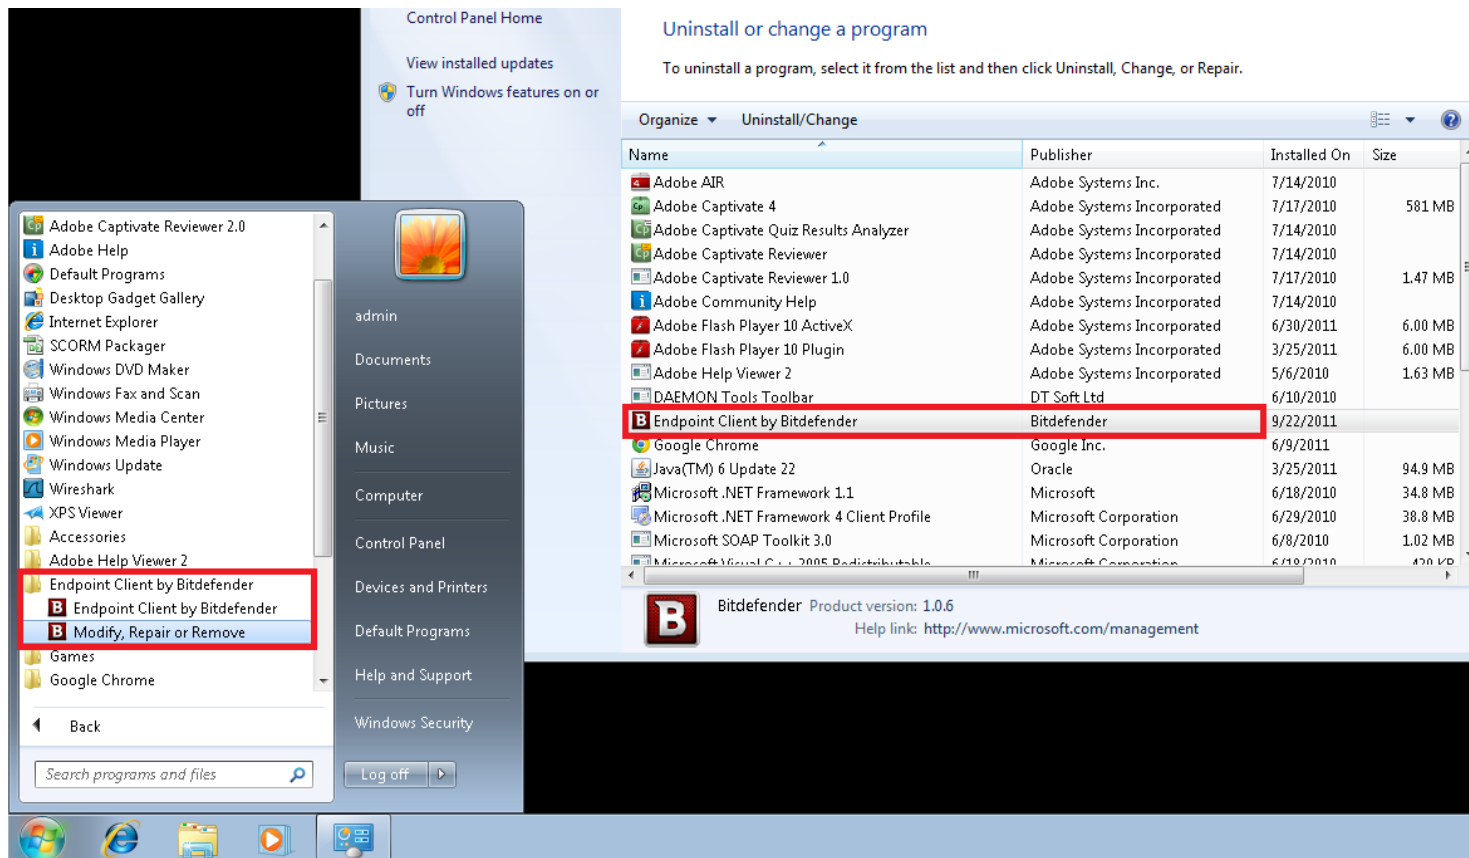 Control Panel Home
View installed updates
Turn Windows features on or
off
Uninstall or change a program
To uninstall a program, select it from the list and then click Uninstall, Change, or Repair.
Organize Uninstall/Change
Name Publisher Installed On Size
Adobe AIR Adobe Systems Inc. 7/14/2010
Adobe Captivate 4 Adobe Systems Incorporated 7/17/2010 581 MB
Adobe Captivate Quiz Results Analyzer Adobe Systems Incorporated 7/14/2010
Adobe Captivate Reviewer Adobe Systems Incorporated 7/14/2010
Adobe Captivate Reviewer 1.0 Adobe Systems Incorporated 7/17/2010 1.47 MB
Adobe Community Help Adobe Systems Incorporated 7/14/2010
Adobe Flash Player 10 ActiveX Adobe Systems Incorporated 6/30/2011 6.00 MB
Adobe Flash Player 10 Plugin Adobe Systems Incorporated 3/25/2011 6.00 MB
Adobe Help Viewer 2 Adobe Systems Incorporated 5/6/2010 1.63 MB
DAEMON Tools Toolbar DT Soft Ltd 6/10/2010
Endpoint Client by Bitdefender Bitdefender 9/22/2011
Google Chrome Google Inc. 6/9/2011
Java(TM) 6 Update 22 Oracle 3/25/2011 94.9 MB
Microsoft .NET Framework 1.1 Microsoft 6/18/2010 34.8 MB
Microsoft .NET Framework 4 Client Profile Microsoft Corporation 6/29/2010 38.8 MB
Microsoft SOAP Toolkit 3.0 Microsoft Corporation 6/8/2010 1.02 MB
Microsoft Visual C++ 2005 Redistributable Microsoft Corporation 6/18/2010
Bitdefender Product version: 1.0.6
Help link: http://www.microsoft.com/management
Adobe Captivate Reviewer 2.0
Adobe Help
Default Programs
Desktop Gadget Gallery
Internet Explorer
SCORM Packager
Windows DVD Maker
Windows Fax and Scan
Windows Media Center
Windows Media Player
Windows Update
Wireshark
XPS Viewer
Accessories
Adobe Help Viewer 2
Endpoint Client by Bitdefender
Endpoint Client by Bitdefender
Modify, Repair or Remove
Games
Google Chrome
Back
Search programs and files
admin
Documents
Pictures
Music
Computer
Control Panel
Devices and Printers
Default Programs
Help and Support
Windows Security
Log off